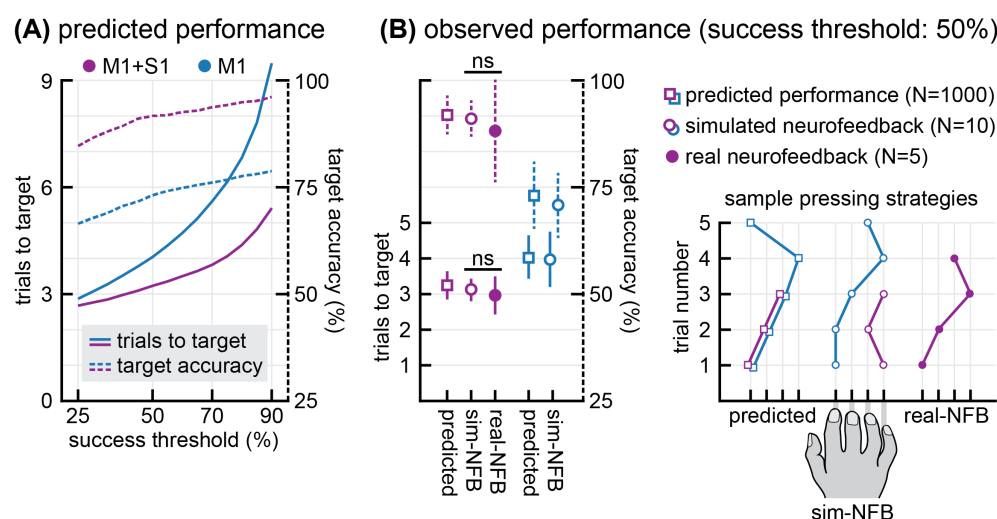 (A) predicted performance
M1+S1 M1
9
6
3
0
trials to target
100
75
50
25
target accuracy (%)
trials to target
target accuracy
25 50 70 90
success threshold (%)
(B) observed performance (success threshold: 50%)
ns
ns
5
4
3
2
1
trials to target
100
75
50
25
target accuracy (%)
predicted
sim-NFB
real-NFB
predicted
sim-NFB
predicted performance (N=1000)
simulated neurofeedback (N=10)
real neurofeedback (N=5)
sample pressing strategies
5
4
3
2
1
trial number
predicted
real-NFB
sim-NFB